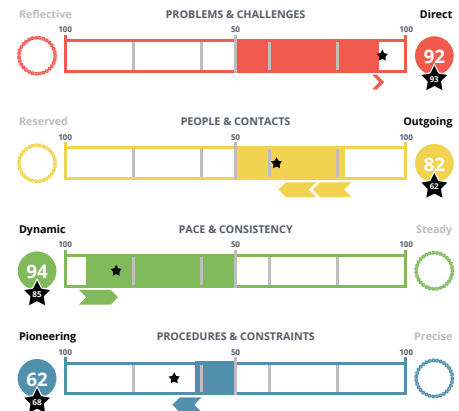 Reflective PROBLEMS & CHALLENGES Direct
100 50 100
92
93
Reserved PEOPLE & CONTACTS Outgoing
100 50 100
82
62
Dynamic PACE & CONSISTENCY Steady
100 50 100
94
85
Pioneering PROCEDURES & CONSTRAINTS Precise
100 50 100
62
68